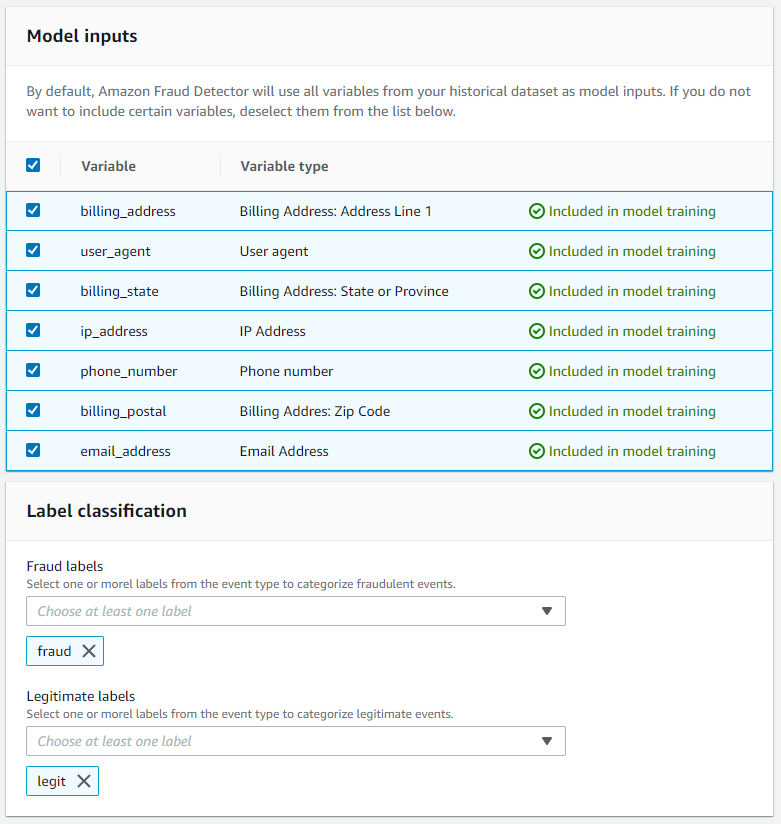 Model inputs
By default, Amazon Fraud Detector will use all variables from your historical dataset as model inputs. If you do not
want to include certain variables, deselect them from the list below.
Variable Variable type
billing_address Billing Address: Address Line 1 Included in model training
user_agent User agent Included in model training
billing_state Billing Address: State or Province Included in model training
ip_address IP Address Included in model training
phone_number Phone number Included in model training
billing_postal Billing Addres: Zip Code Included in model training
email_address Email Address Included in model training
Label classification
Fraud labels
Select one or morel labels from the event type to categorize fraudulent events.
Choose at least one label
fraud
Legitimate labels
Select one or morel labels from the event type to categorize legitimate events.
Choose at least one label
legit